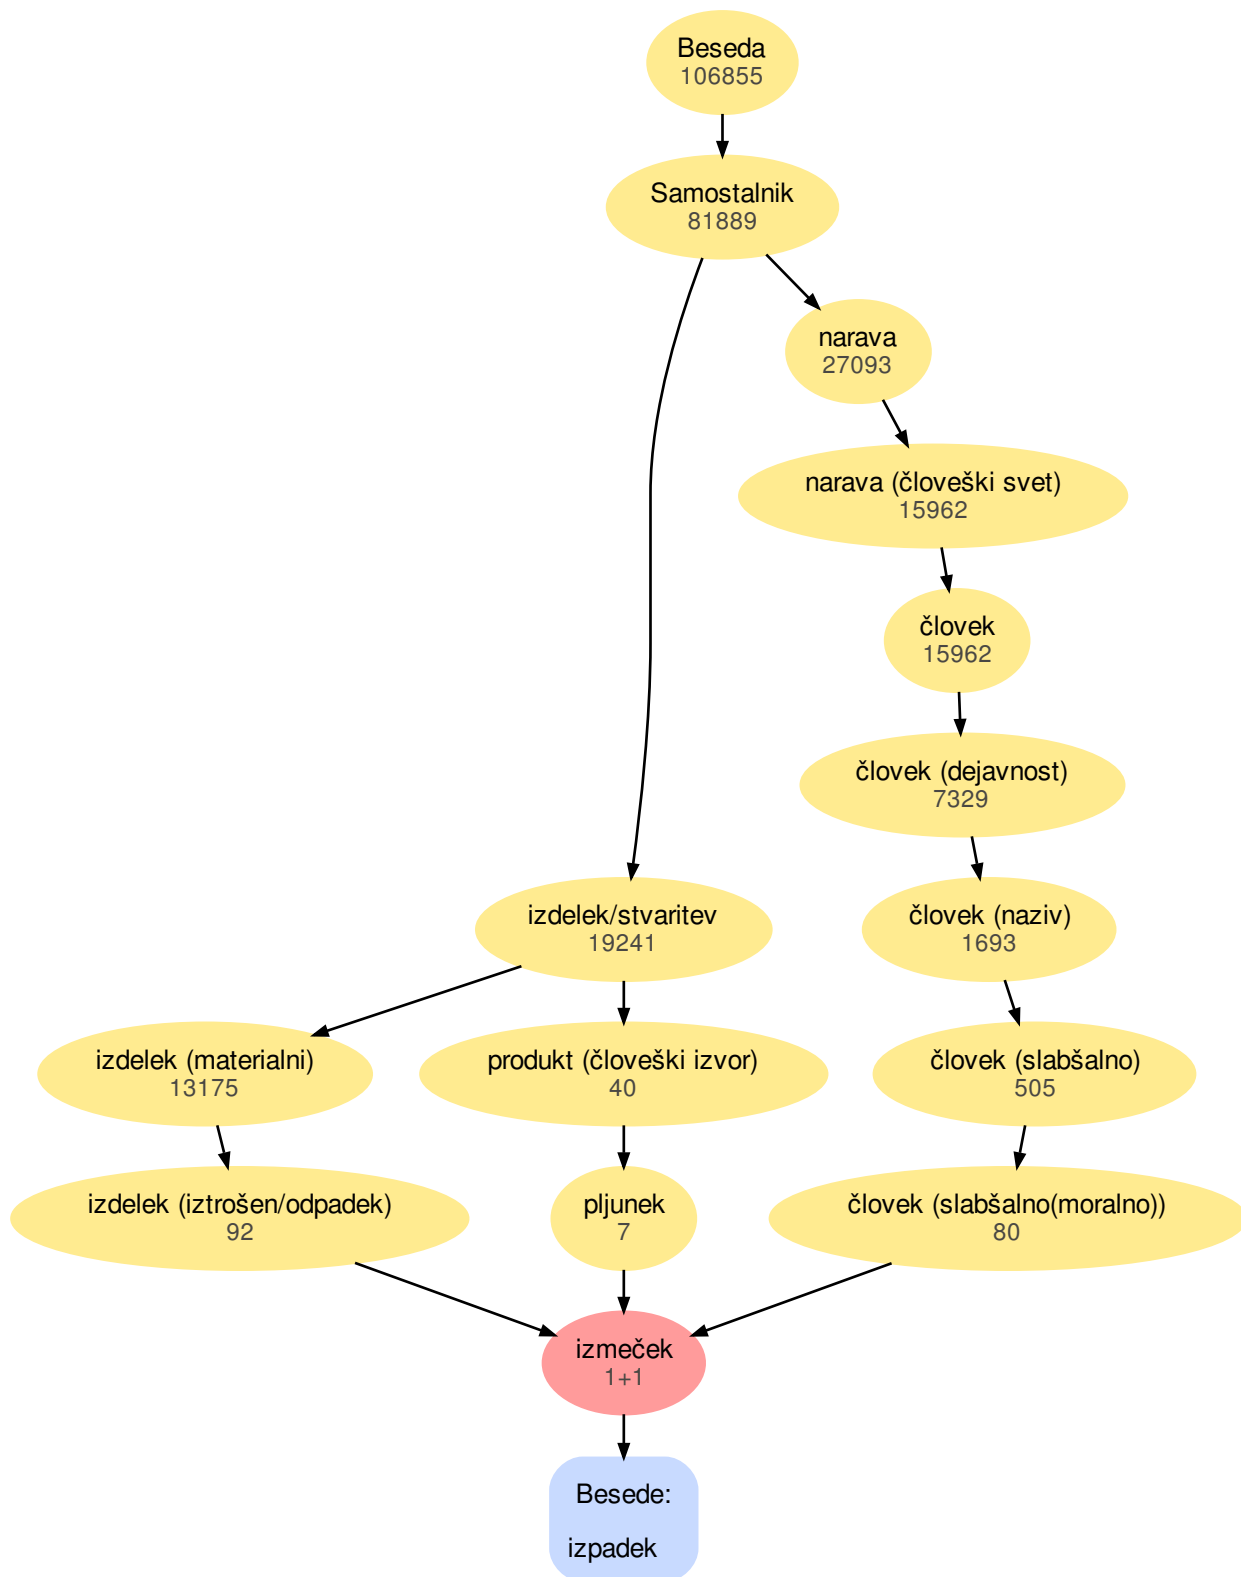 Beseda
106855
Samostalnik
81889
narava
27093
narava (človeški svet)
15962
človek
15962
človek (dejavnost)
7329
izdelek/stvaritev
19241
človek (naziv)
1693
izdelek (materialni)
13175
produkt (človeški izvor)
40
človek (slabšalno)
505
izdelek (iztrošen/odpadek)
92
pljunek
7
človek (slabšalno(moralno))
80
izmeček
1+1
Besede:
izpadek